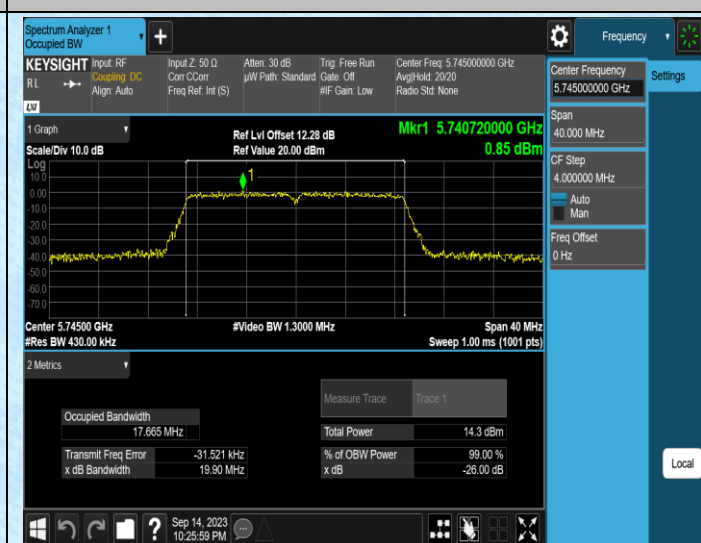 Spectrum Analyzer 1
Occupied BW
Frequency
KEYSIGHT
R L
LXI
Input: RF
Coupling: DC
Align: Auto
Input Z: 50 Ω
Corr CCorr
Freq Ref: Int (S)
Atten: 30 dB
µW Path: Standard
Trig: Free Run
Gate: Off
#IF Gain: Low
Center Freq: 5.745000000 GHz
Avg|Hold: 20/20
Radio Std: None
Center Frequency
5.745000000 GHz
Settings
Span
40.000 MHz
CF Step
4.000000 MHz
Auto
Man
Freq Offset
0 Hz
Local
1 Graph
Scale/Div 10.0 dB
Ref Lvl Offset 12.28 dB
Ref Value 20.00 dBm
Mkr1 5.740720000 GHz
0.85 dBm
Log
10.0
0.00
-10.0
-20.0
-30.0
-40.0
-50.0
-60.0
-70.0
1
Center 5.74500 GHz
#Video BW 1.3000 MHz
Span 40 MHz
#Res BW 430.00 kHz
Sweep 1.00 ms (1001 pts)
2 Metrics
Measure Trace
Trace 1
Occupied Bandwidth
17.665 MHz
Total Power
14.3 dBm
Transmit Freq Error
-31.521 kHz
% of OBW Power
99.00 %
x dB Bandwidth
19.90 MHz
x dB
-26.00 dB
?
Sep 14, 2023
10:25:59 PM